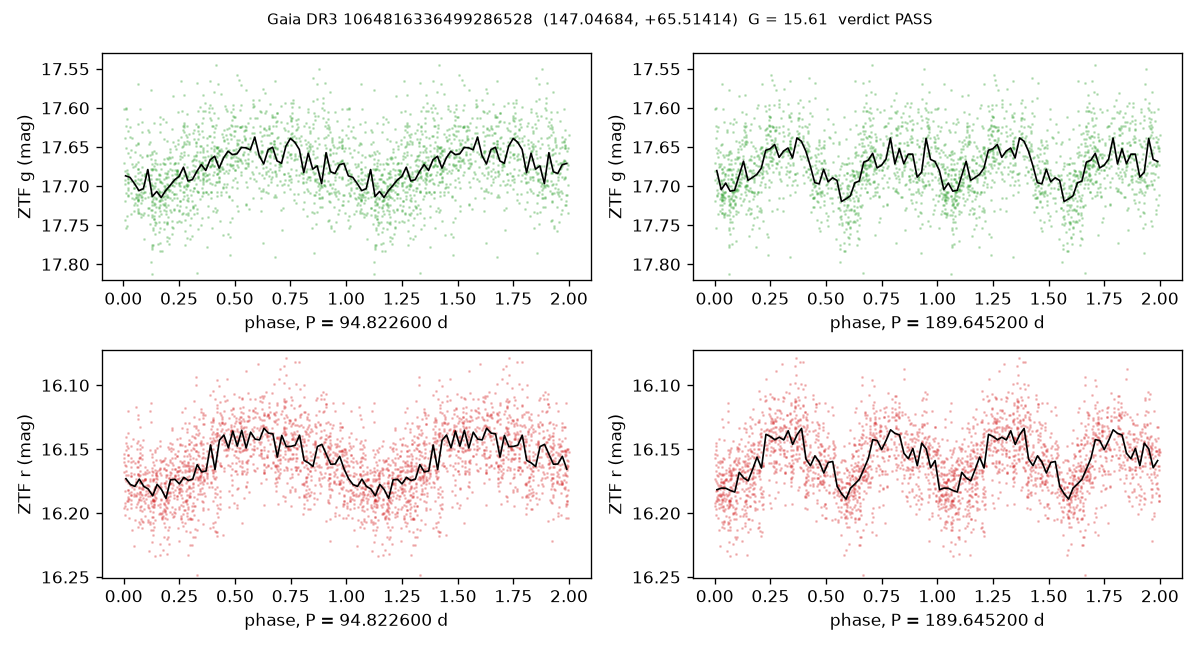 Gaia DR3 1064816336499286528  (147.04684, +65.51414)  G = 15.61  verdict PASS
ZTF g (mag)
17.55
17.60
17.65
17.70
17.75
17.80
0.00 0.25 0.50 0.75 1.00 1.25 1.50 1.75 2.00
phase, P = 94.822600 d
ZTF g (mag)
17.55
17.60
17.65
17.70
17.75
17.80
0.00 0.25 0.50 0.75 1.00 1.25 1.50 1.75 2.00
phase, P = 189.645200 d
ZTF r (mag)
16.10
16.15
16.20
16.25
0.00 0.25 0.50 0.75 1.00 1.25 1.50 1.75 2.00
phase, P = 94.822600 d
ZTF r (mag)
16.10
16.15
16.20
16.25
0.00 0.25 0.50 0.75 1.00 1.25 1.50 1.75 2.00
phase, P = 189.645200 d